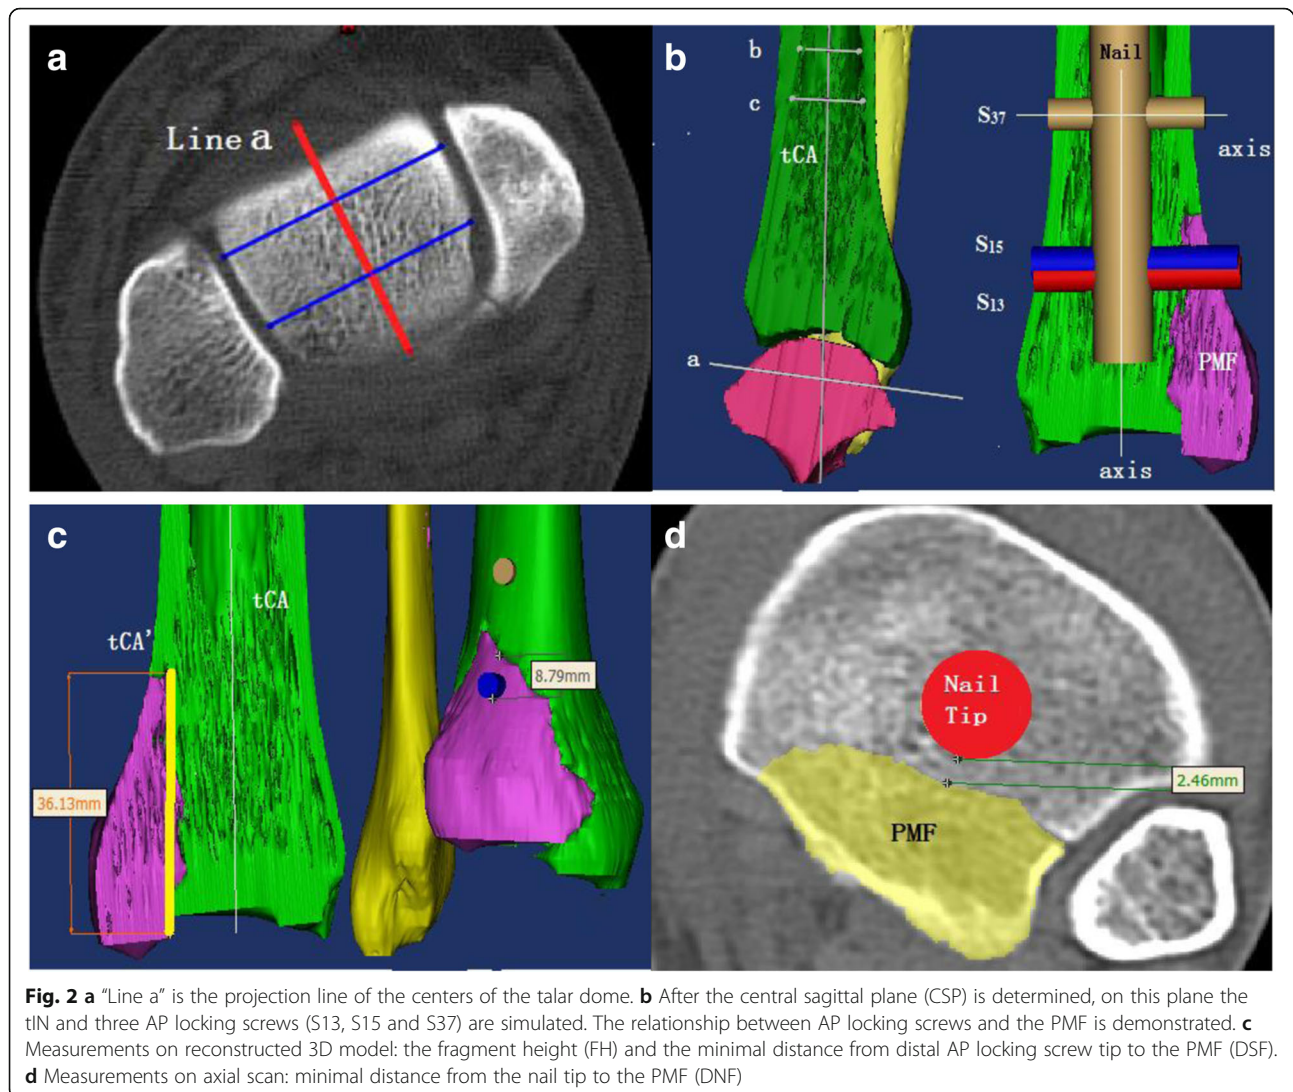 a
Line a
b
b
c
tCA
a
Nail
S37
axis
S15
S13
PMF
axis
c
tCA
tCA'
8.79mm
36.13mm
d
Nail
Tip
2.46mm
PMF
Fig. 2 a “Line a” is the projection line of the centers of the talar dome. b After the central sagittal plane (CSP) is determined, on this plane the
tIN and three AP locking screws (S13, S15 and S37) are simulated. The relationship between AP locking screws and the PMF is demonstrated. c
Measurements on reconstructed 3D model: the fragment height (FH) and the minimal distance from distal AP locking screw tip to the PMF (DSF).
d Measurements on axial scan: minimal distance from the nail tip to the PMF (DNF)